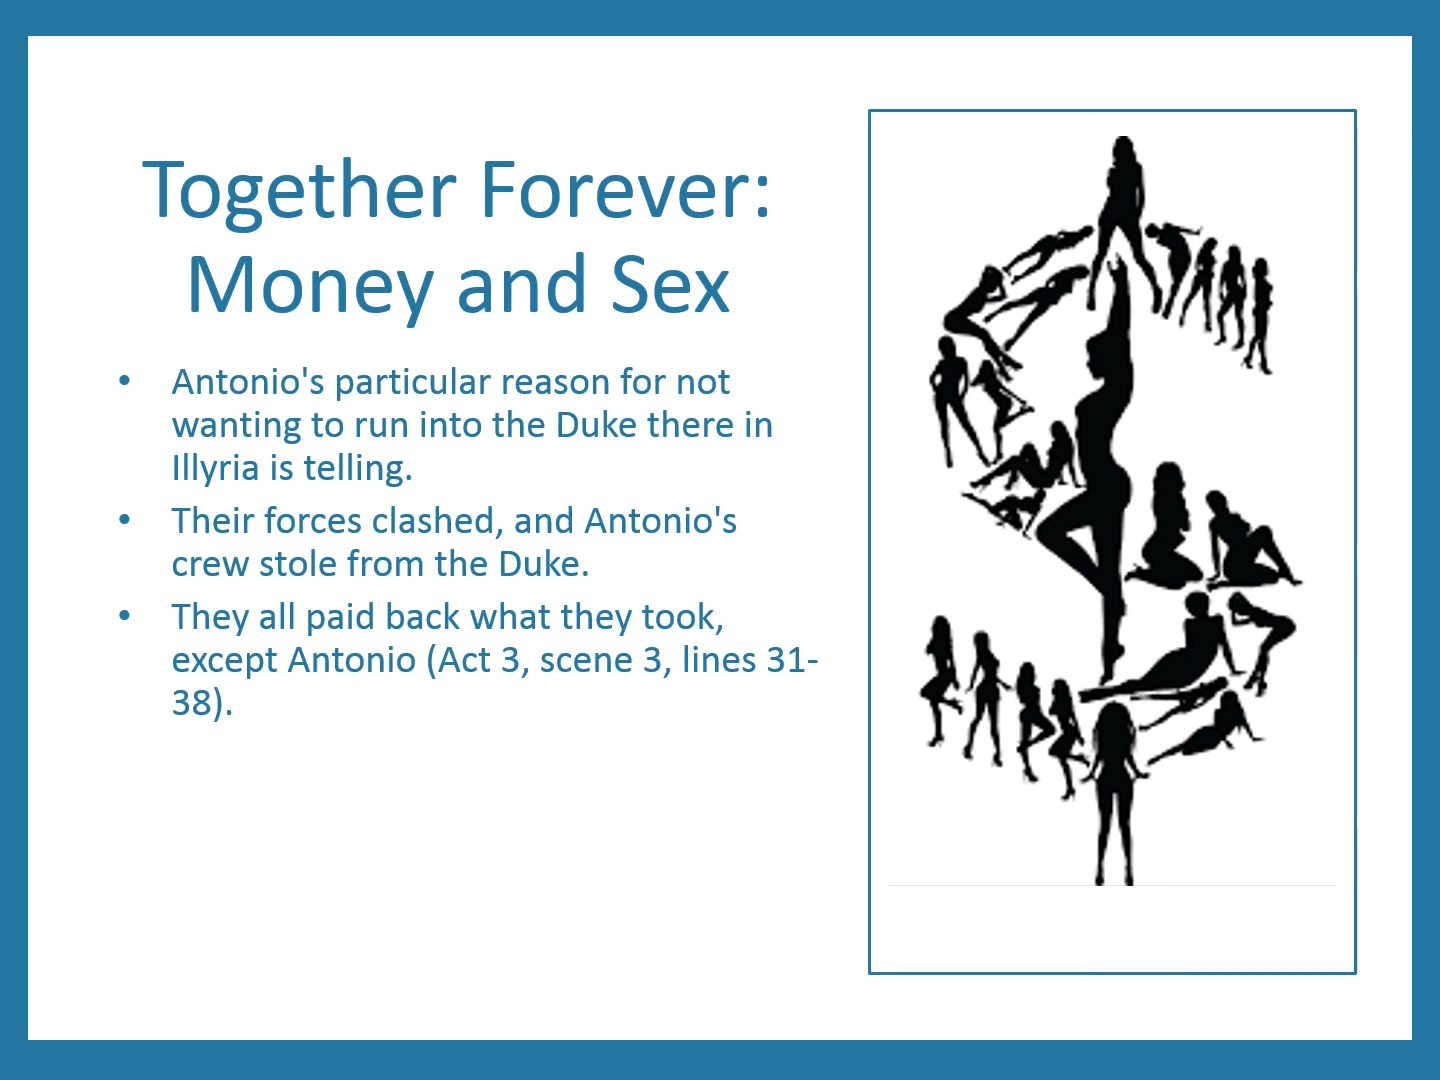 Together Forever:
Money and Sex
• Antonio's particular reason for not
wanting to run into the Duke there in
Illyria is telling.
• Their forces clashed, and Antonio's
crew stole from the Duke.
• They all paid back what they took,
except Antonio (Act 3, scene 3, lines 31-
38).